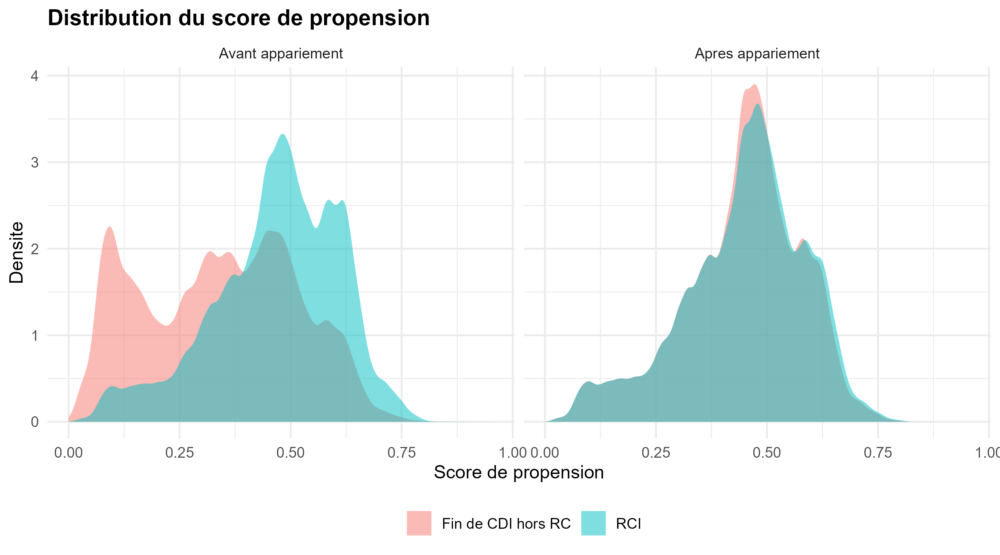 Distribution du score de propension
Avant appariement
Apres appariement
4
3
2
1
0
Densite
0.00 0.25 0.50 0.75 1.00
0.00 0.25 0.50 0.75 1.00
Score de propension
Fin de CDI hors RC
RCI